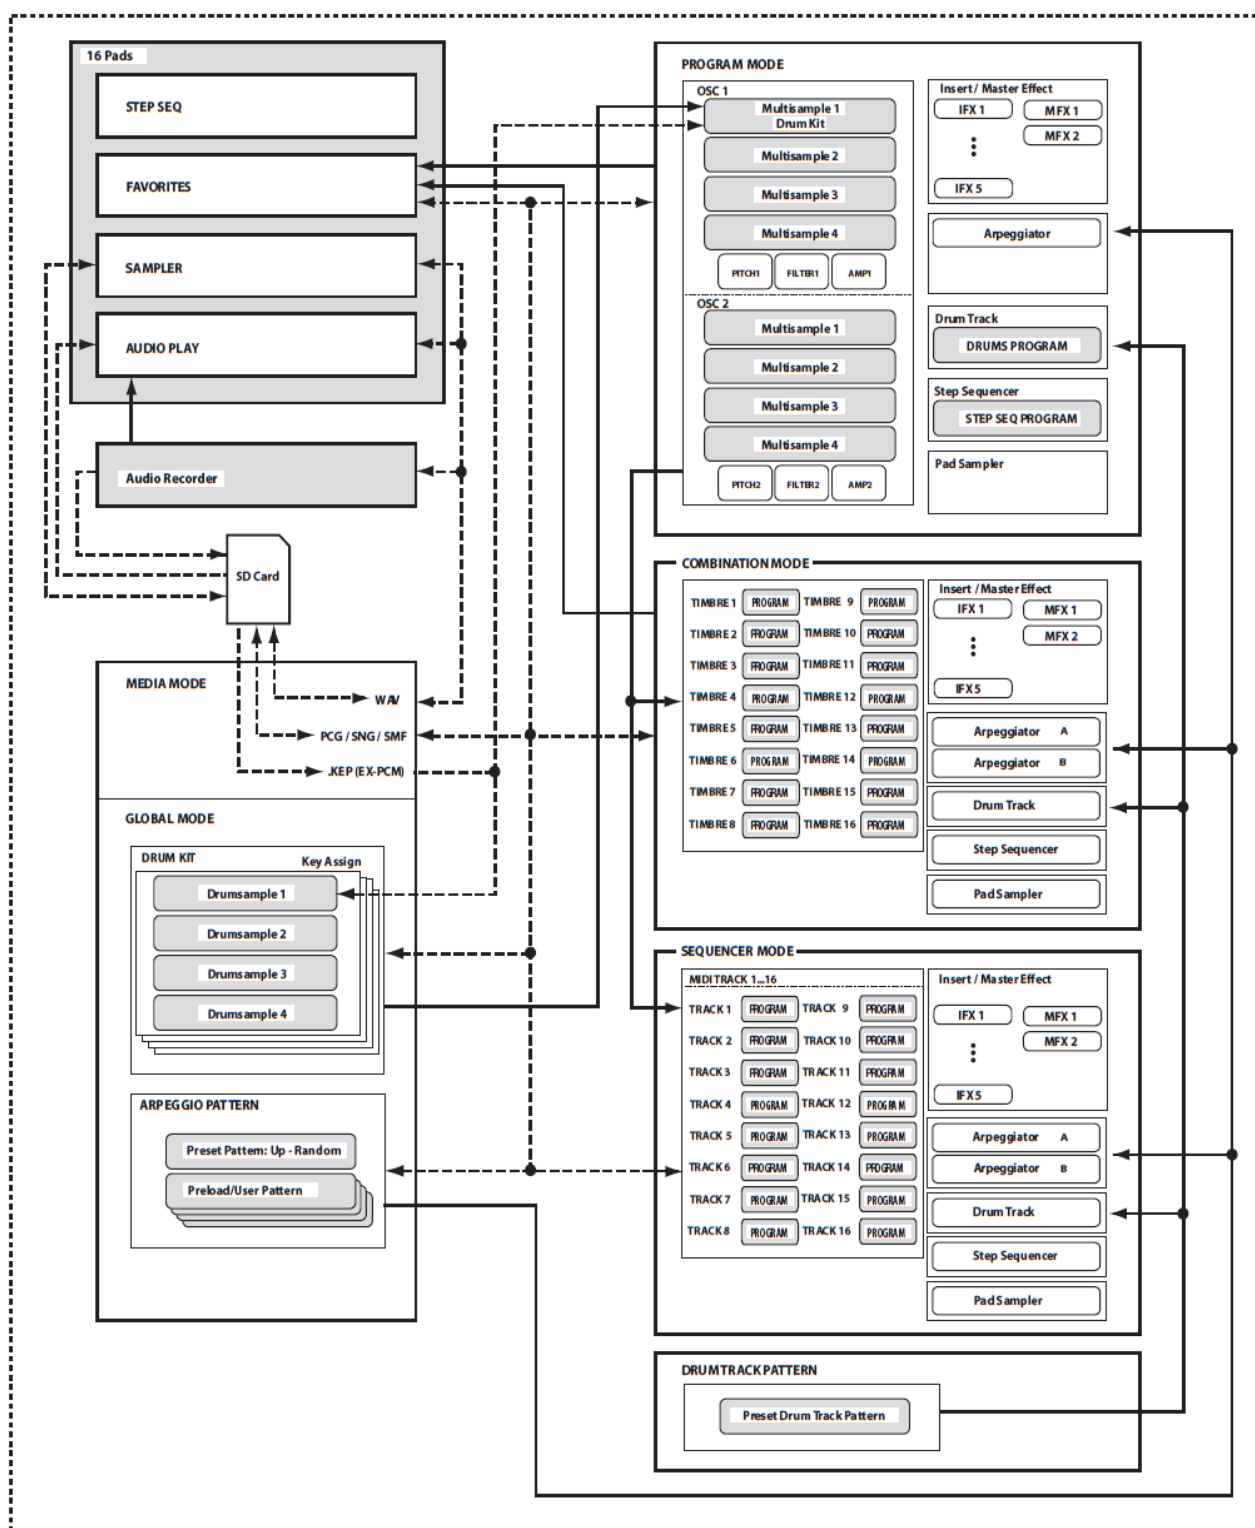 16 Pads
STEP SEQ
FAVORITES
SAMPLER
AUDIO PLAY
Audio Recorder
SD Card
MEDIA MODE
WAV
PCG / SNG / SMF
.KEP (EX-PCM)
GLOBAL MODE
DRUM KIT
Key Assign
Drumsample 1
Drumsample 2
Drumsample 3
Drumsample 4
ARPEGGIO PATTERN
Preset Pattern: Up - Random
Preload/User Pattern
PROGRAM MODE
OSC 1
Multisample 1
Drum Kit
Multisample 2
Multisample 3
Multisample 4
PITCH1 FILTER1 AMP1
OSC 2
Multisample 1
Multisample 2
Multisample 3
Multisample 4
PITCH2 FILTER2 AMP2
Insert / Master Effect
IFX 1 MFX 1
MFX 2
IFX 5
Arpeggiator
Drum Track
DRUMS PROGRAM
Step Sequencer
STEP SEQ PROGRAM
Pad Sampler
COMBINATION MODE
TIMBRE 1 PROGRAM TIMBRE 9 PROGRAM
TIMBRE 2 PROGRAM TIMBRE 10 PROGRAM
TIMBRE 3 PROGRAM TIMBRE 11 PROGRAM
TIMBRE 4 PROGRAM TIMBRE 12 PROGRAM
TIMBRE 5 PROGRAM TIMBRE 13 PROGRAM
TIMBRE 6 PROGRAM TIMBRE 14 PROGRAM
TIMBRE 7 PROGRAM TIMBRE 15 PROGRAM
TIMBRE 8 PROGRAM TIMBRE 16 PROGRAM
Insert / Master Effect
IFX 1 MFX 1
MFX 2
IFX 5
Arpeggiator A
Arpeggiator B
Drum Track
Step Sequencer
Pad Sampler
SEQUENCER MODE
MIDI TRACK 1...16
TRACK 1 PROGRAM TRACK 9 PROGRAM
TRACK 2 PROGRAM TRACK 10 PROGRAM
TRACK 3 PROGRAM TRACK 11 PROGRAM
TRACK 4 PROGRAM TRACK 12 PROGRAM
TRACK 5 PROGRAM TRACK 13 PROGRAM
TRACK 6 PROGRAM TRACK 14 PROGRAM
TRACK 7 PROGRAM TRACK 15 PROGRAM
TRACK 8 PROGRAM TRACK 16 PROGRAM
Insert / Master Effect
IFX 1 MFX 1
MFX 2
IFX 5
Arpeggiator A
Arpeggiator B
Drum Track
Step Sequencer
Pad Sampler
DRUM TRACK PATTERN
Preset Drum Track Pattern